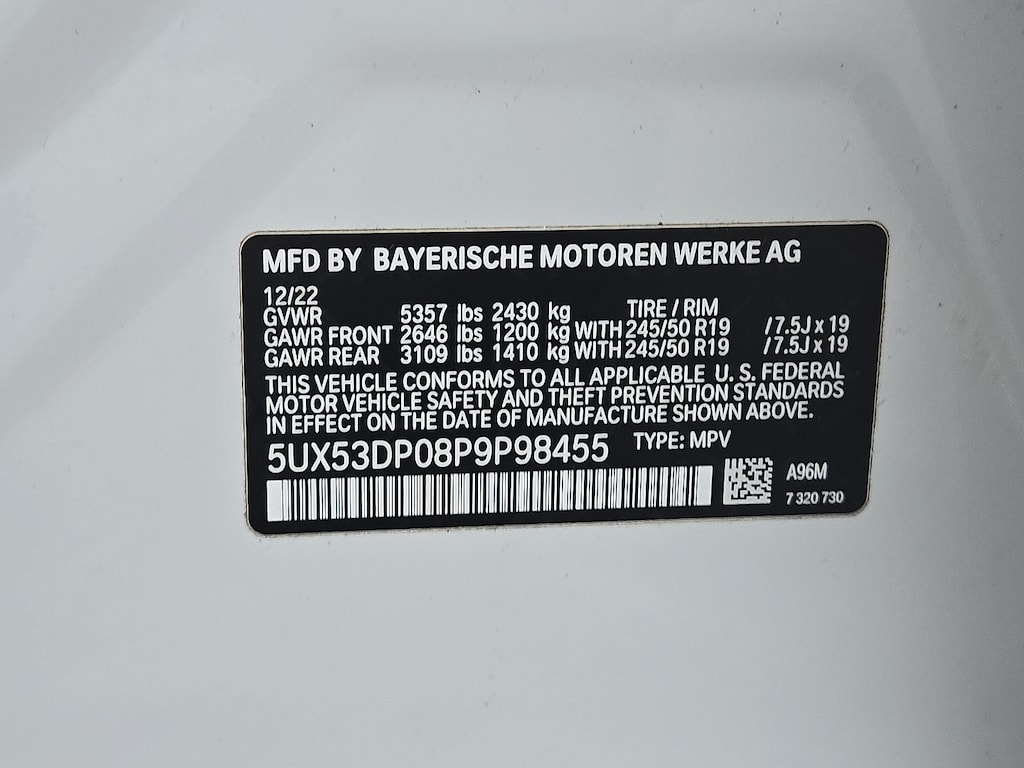 MFD BY BAYERISCHE MOTOREN WERKE AG
12/22
GVWR 5357 lbs 2430 kg TIRE / RIM
GAWR FRONT 2646 lbs 1200 kg WITH 245/50 R19 /7.5J x 19
GAWR REAR 3109 lbs 1410 kg WITH 245/50 R19 /7.5J x 19
THIS VEHICLE CONFORMS TO ALL APPLICABLE U. S. FEDERAL
MOTOR VEHICLE SAFETY AND THEFT PREVENTION STANDARDS
IN EFFECT ON THE DATE OF MANUFACTURE SHOWN ABOVE.
5UX53DP08P9P98455 TYPE: MPV
A96M
7 320 730